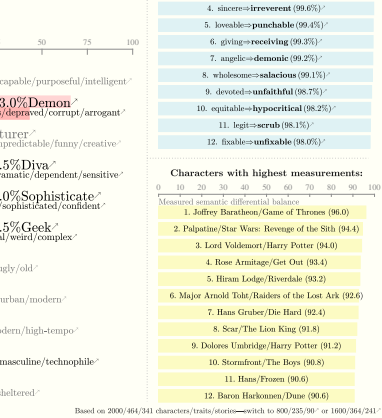 50 75 100
capable/purposeful/intelligent↗
3.0%Demon↗
s/depraved/corrupt/arrogant
turer↗
npredictable/funny/creative↗
.5%Diva↗
ramatic/dependent/sensitive↗
.0%Sophisticate↗
sophisticated/confident↗
.5%Geek↗
al/weird/complex↗
ugly/old↗
urban/modern↗
odern/high-tempo↗
masculine/technophile↗
sheltered↗
4. sincere⇒irreverent (99.6%)↗
5. loveable⇒punchable (99.4%)↗
6. giving⇒receiving (99.3%)↗
7. angelic⇒demonic (99.2%)↗
8. wholesome⇒salacious (99.1%)↗
9. devoted⇒unfaithful (98.7%)↗
10. equitable⇒hypocritical (98.2%)↗
11. legit⇒scrub (98.1%)↗
12. fixable⇒unfixable (98.0%)↗
Characters with highest measurements:
0 10 20 30 40 50 60 70 80 90 100
Measured semantic differential balance
1. Joffrey Baratheon/Game of Thrones (96.0)
2. Palpatine/Star Wars: Revenge of the Sith (94.4)
3. Lord Voldemort/Harry Potter (94.0)
4. Rose Armitage/Get Out (93.4)
5. Hiram Lodge/Riverdale (93.2)
6. Major Arnold Toht/Raiders of the Lost Ark (92.6)
7. Hans Gruber/Die Hard (92.4)
8. Scar/The Lion King (91.8)
9. Dolores Umbridge/Harry Potter (91.2)
10. Stormfront/The Boys (90.8)
11. Hans/Frozen (90.6)
12. Baron Harkonnen/Dune (90.6)
Based on 2000/464/341 characters/traits/stories—switch to 800/235/90↗ or 1600/364/241↗